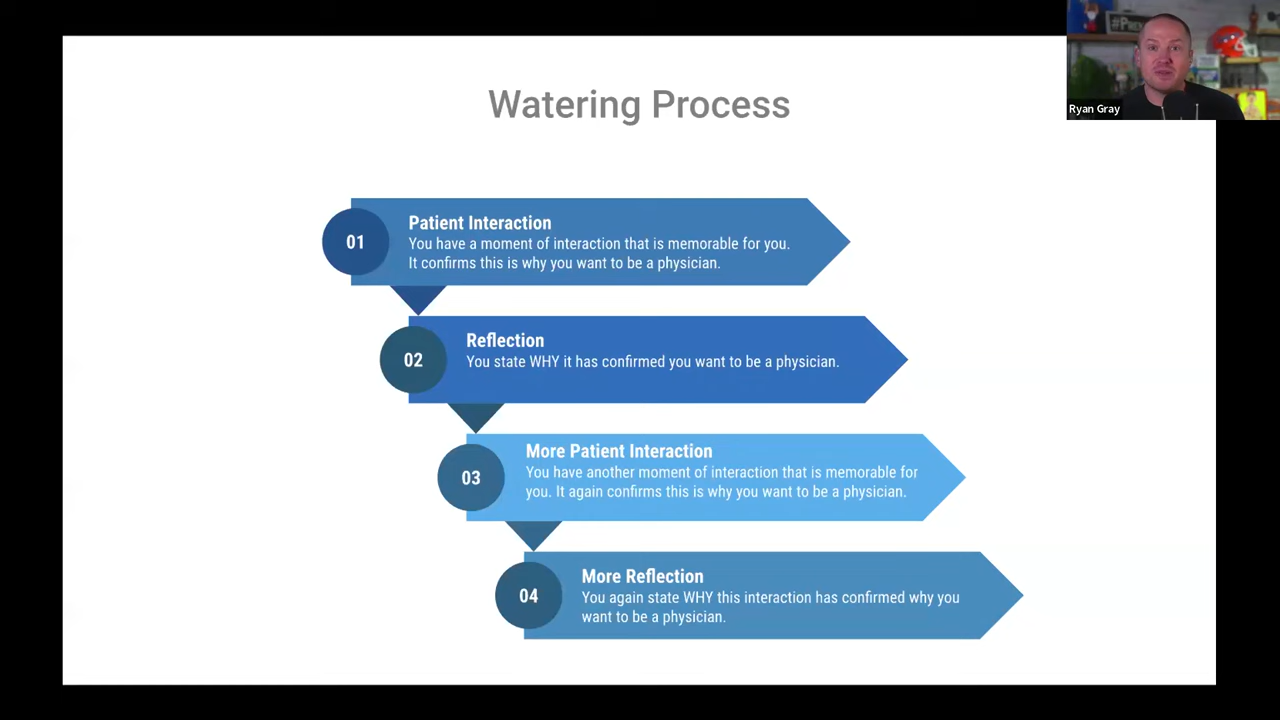 Watering Process
Ryan Gray
01
Patient Interaction
You have a moment of interaction that is memorable for you.
It confirms this is why you want to be a physician.
02
Reflection
You state WHY it has confirmed you want to be a physician.
03
More Patient Interaction
You have another moment of interaction that is memorable for
you. It again confirms this is why you want to be a physician.
04
More Reflection
You again state WHY this interaction has confirmed why you
want to be a physician.